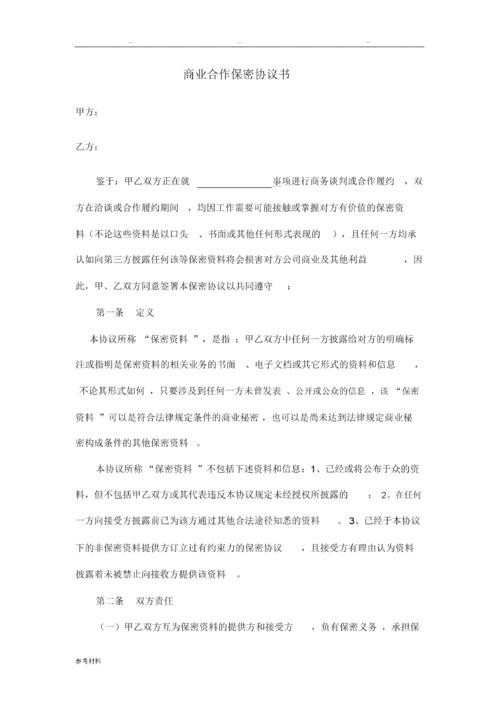 .. .. ..
商业合作保密协议书
甲方：
乙方：
鉴于：甲乙双方正在就 ____________ 事项进行商务谈判或合作履约 ，双
方在洽谈或合作履约期间 ，均因工作需要可能接触或掌握对方有价值的保密资
料（不论这些资料是以口头 、书面或其他任何形式表现的 ），且任何一方均承
认如向第三方披露任何该等保密资料将会损害对方公司商业及其他利益 ，因
此，甲、乙双方同意签署本保密协议以共同遵守 ：
第一条 定义
本协议所称 “保密资料 ”，是指 ：甲乙双方中任何一方披露给对方的明确标
注或指明是保密资料的相关业务的书面 、电子文档或其它形式的资料和信息 ，
不论其形式如何 ，只要涉及到任何一方未曾发表 、公开或公众的信息 ，该 “保密
资料 ”可以是符合法律规定条件的商业秘密 ，也可以是尚未达到法律规定商业秘
密构成条件的其他保密资料 。
本协议所称 “保密资料 ”不包括下述资料和信息：1、已经或将公布于众的资
料，但不包括甲乙双方或其代表违反本协议规定未经授权所披露的 ； 2、在任何
一方向接受方披露前已为该方通过其他合法途径知悉的资料 。 3、已经于本协议
下的非保密资料提供方订立过有约束力的保密协议 ，且接受方有理由认为资料
披露着未被禁止向接收方提供该资料 。
第二条 双方责任
（一）甲乙双方互为保密资料的提供方和接受方 ，负有保密义务 ，承担保
参考材料